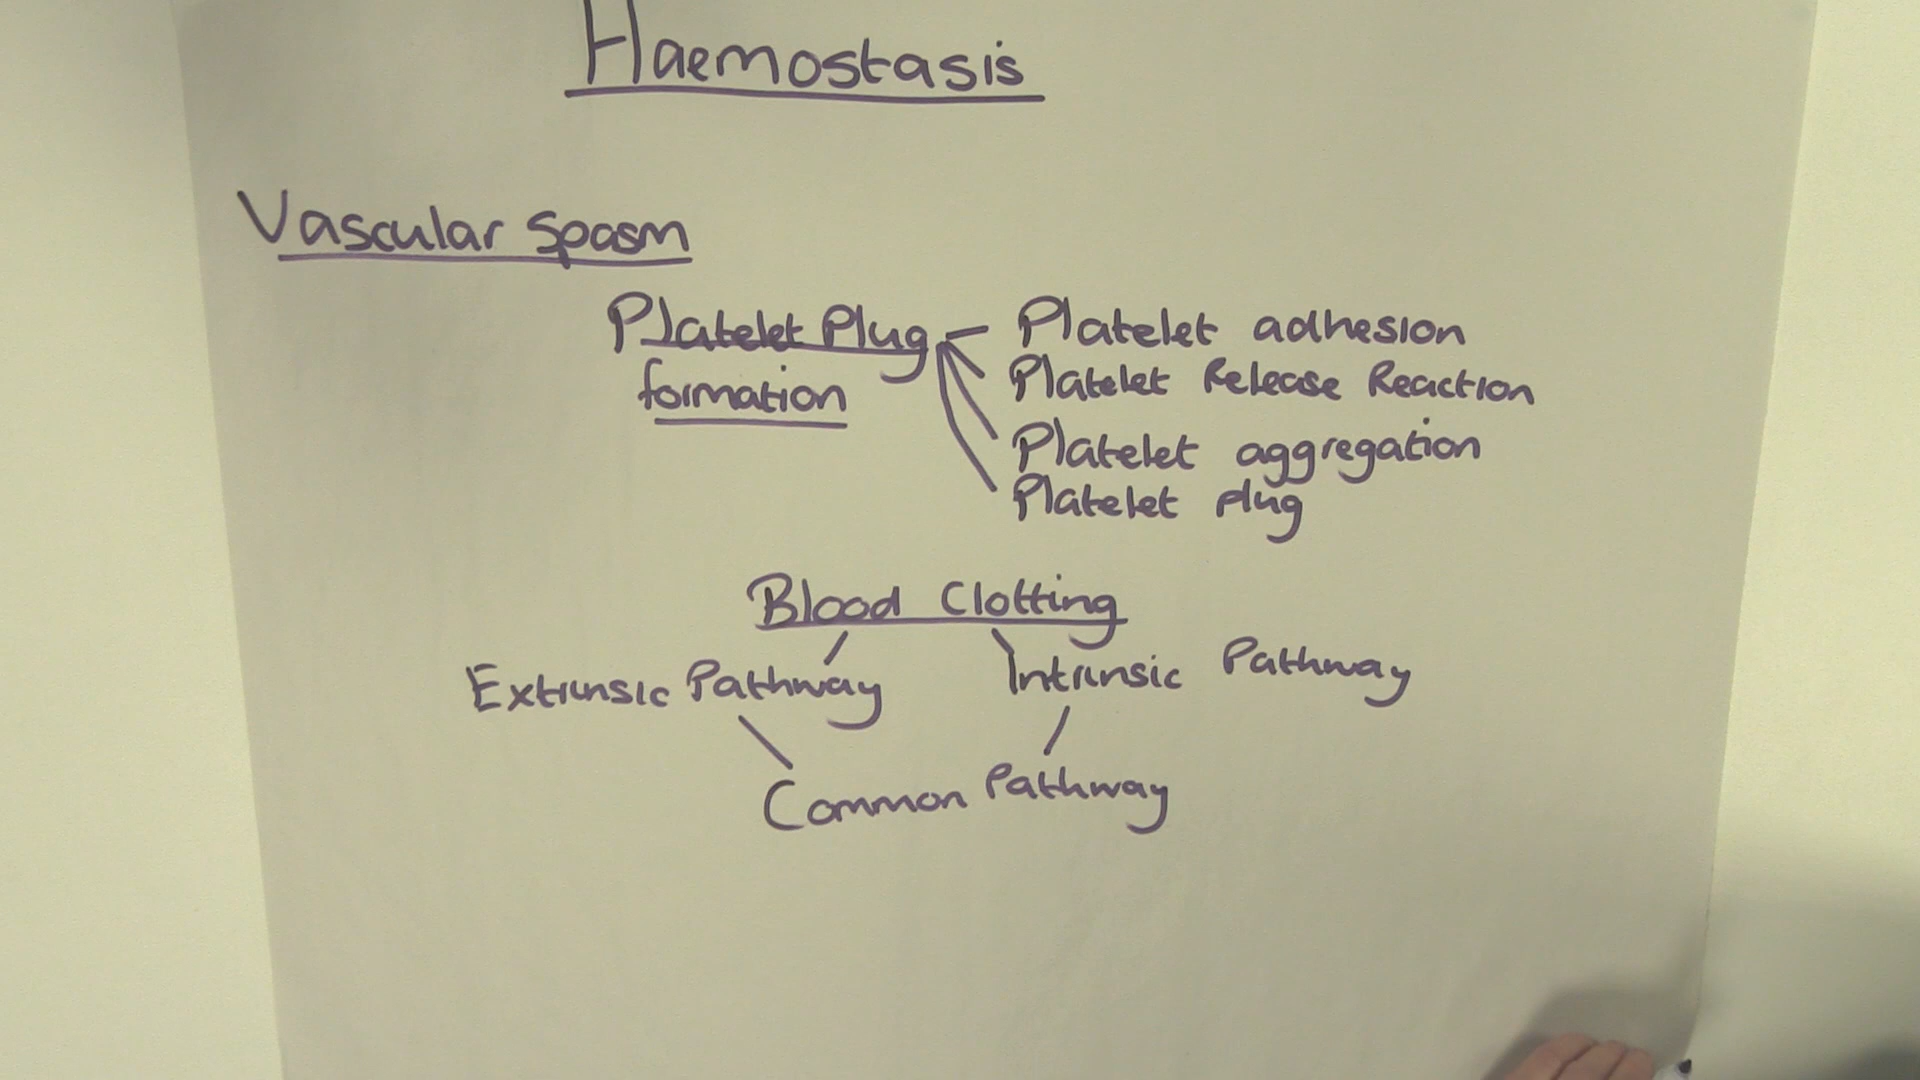 Haemostasis
Vascular spasm
Platelet Plug
formation
Platelet adhesion
Platelet Release Reaction
Platelet aggregation
Platelet plug
Blood Clotting
Extrinsic Pathway
Intrinsic Pathway
Common Pathway